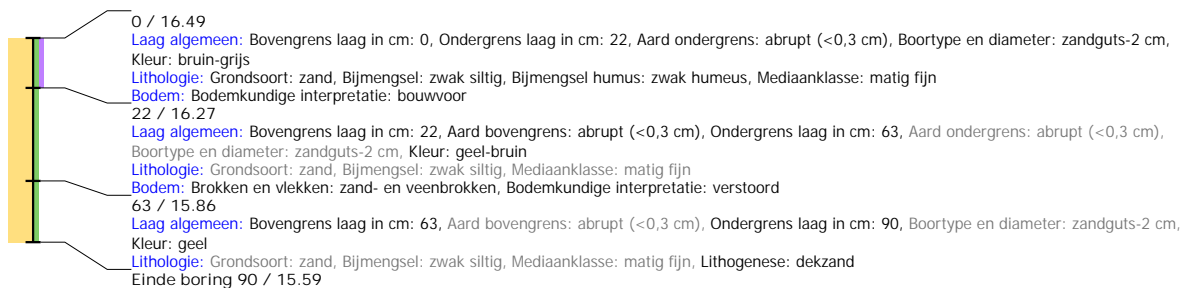 0 / 16.49
Laag algemeen: Bovengrens laag in cm: 0, Ondergrens laag in cm: 22, Aard ondergrens: abrupt (<0,3 cm), Boortype en diameter: zandguts-2 cm,
Kleur: bruin-grijs
Lithologie: Grondsoort: zand, Bijmengsel: zwak siltig, Bijmengsel humus: zwak humeus, Mediaanklasse: matig fijn
Bodem: Bodemkundige interpretatie: bouwvoor
22 / 16.27
Laag algemeen: Bovengrens laag in cm: 22, Aard bovengrens: abrupt (<0,3 cm), Ondergrens laag in cm: 63, Aard ondergrens: abrupt (<0,3 cm),
Boortype en diameter: zandguts-2 cm, Kleur: geel-bruin
Lithologie: Grondsoort: zand, Bijmengsel: zwak siltig, Mediaanklasse: matig fijn
Bodem: Brokken en vlekken: zand- en veenbrokken, Bodemkundige interpretatie: verstoord
63 / 15.86
Laag algemeen: Bovengrens laag in cm: 63, Aard bovengrens: abrupt (<0,3 cm), Ondergrens laag in cm: 90, Boortype en diameter: zandguts-2 cm,
Kleur: geel
Lithologie: Grondsoort: zand, Bijmengsel: zwak siltig, Mediaanklasse: matig fijn, Lithogenese: dekzand
Einde boring 90 / 15.59